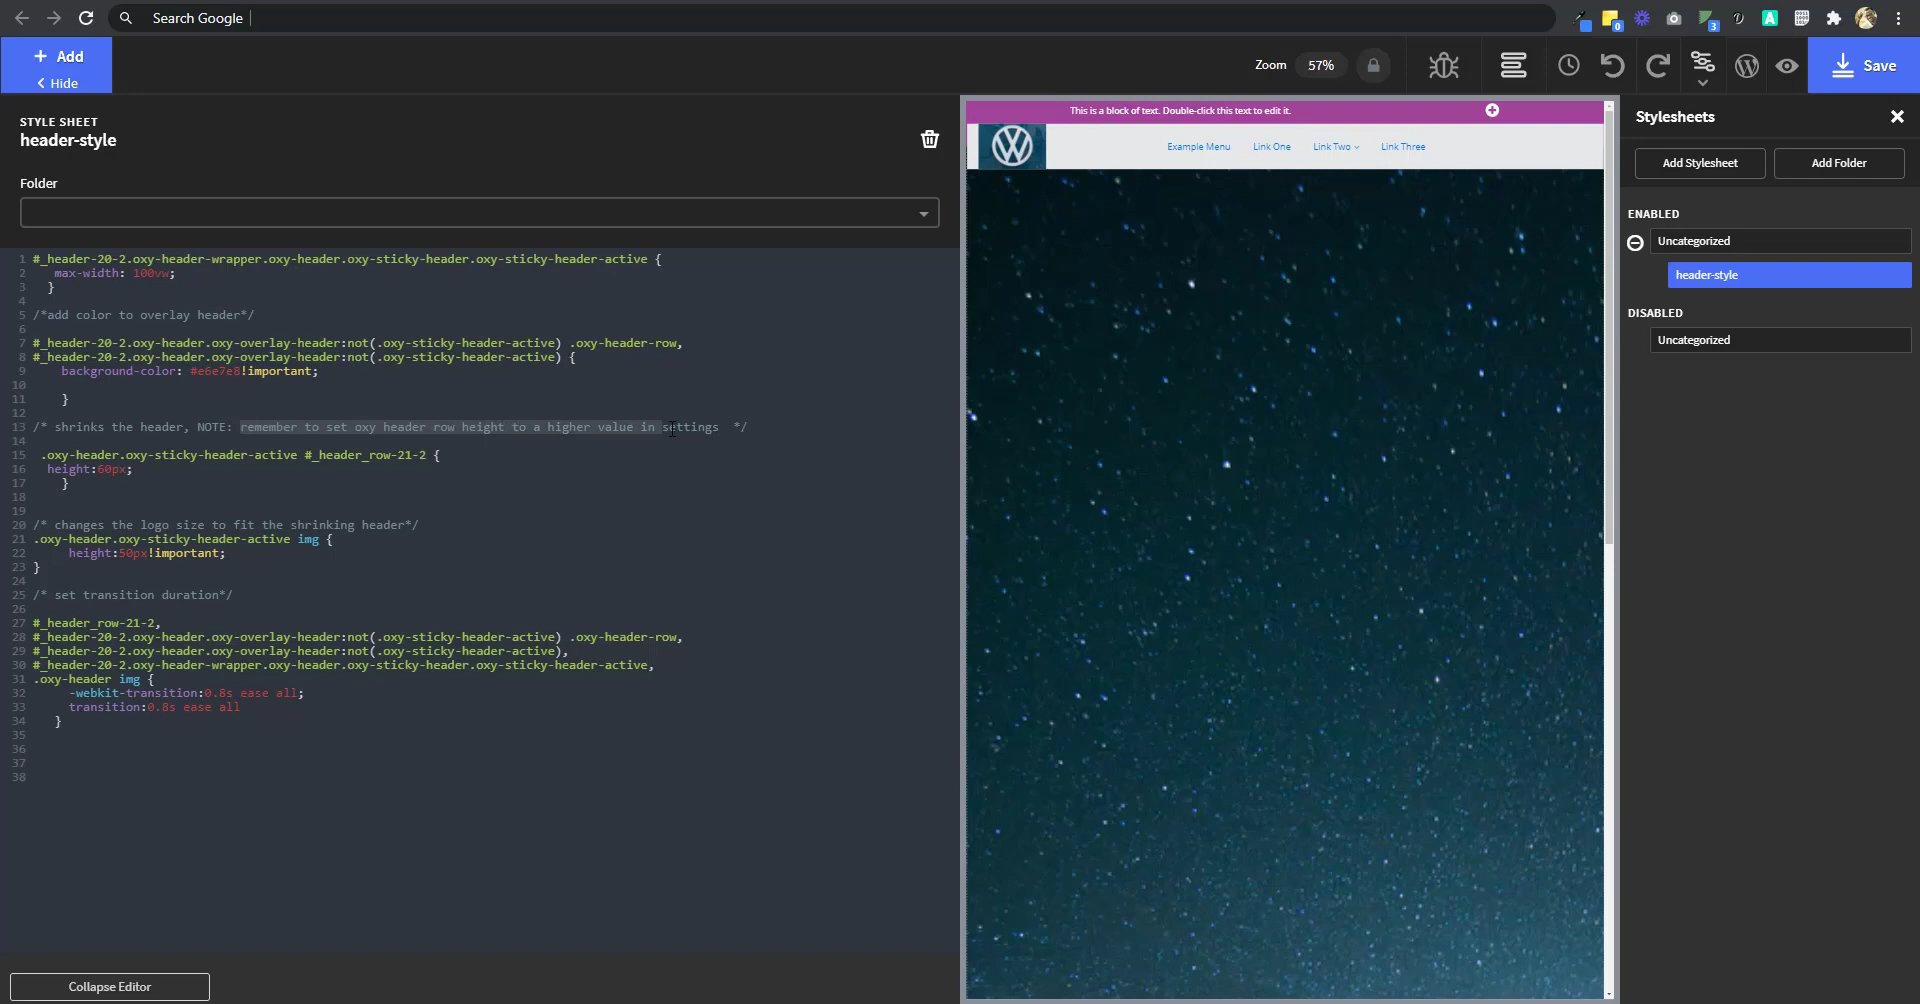 Search Google
0
3
+ Add
< Hide
Zoom 57%
Save
STYLE SHEET
header-style
Folder
1 #_header-20-2.oxy-header-wrapper.oxy-header.oxy-sticky-header.oxy-sticky-header-active {
2 max-width: 100vw;
3 }
4
5 /*add color to overlay header*/
6
7 #_header-20-2.oxy-header.oxy-overlay-header:not(.oxy-sticky-header-active) .oxy-header-row,
8 #_header-20-2.oxy-header.oxy-overlay-header:not(.oxy-sticky-header-active) {
9 background-color: #e6e7e8!important;
10
11 }
12
13 /* shrinks the header, NOTE: remember to set oxy header row height to a higher value in settings */
14
15 .oxy-header.oxy-sticky-header-active #_header_row-21-2 {
16 height:60px;
17 }
18
19
20 /* changes the logo size to fit the shrinking header*/
21 .oxy-header.oxy-sticky-header-active img {
22 height:50px!important;
23 }
24
25 /* set transition duration*/
26
27 #_header_row-21-2,
28 #_header-20-2.oxy-header.oxy-overlay-header:not(.oxy-sticky-header-active) .oxy-header-row,
29 #_header-20-2.oxy-header.oxy-overlay-header:not(.oxy-sticky-header-active),
30 #_header-20-2.oxy-header-wrapper.oxy-header.oxy-sticky-header.oxy-sticky-header-active,
31 .oxy-header img {
32 -webkit-transition:0.8s ease all;
33 transition:0.8s ease all
34 }
35
36
37
38
Collapse Editor
This is a block of text. Double-click this text to edit it.
Example Menu Link One Link Two Link Three
Stylesheets
Add Stylesheet Add Folder
ENABLED
Uncategorized
header-style
DISABLED
Uncategorized